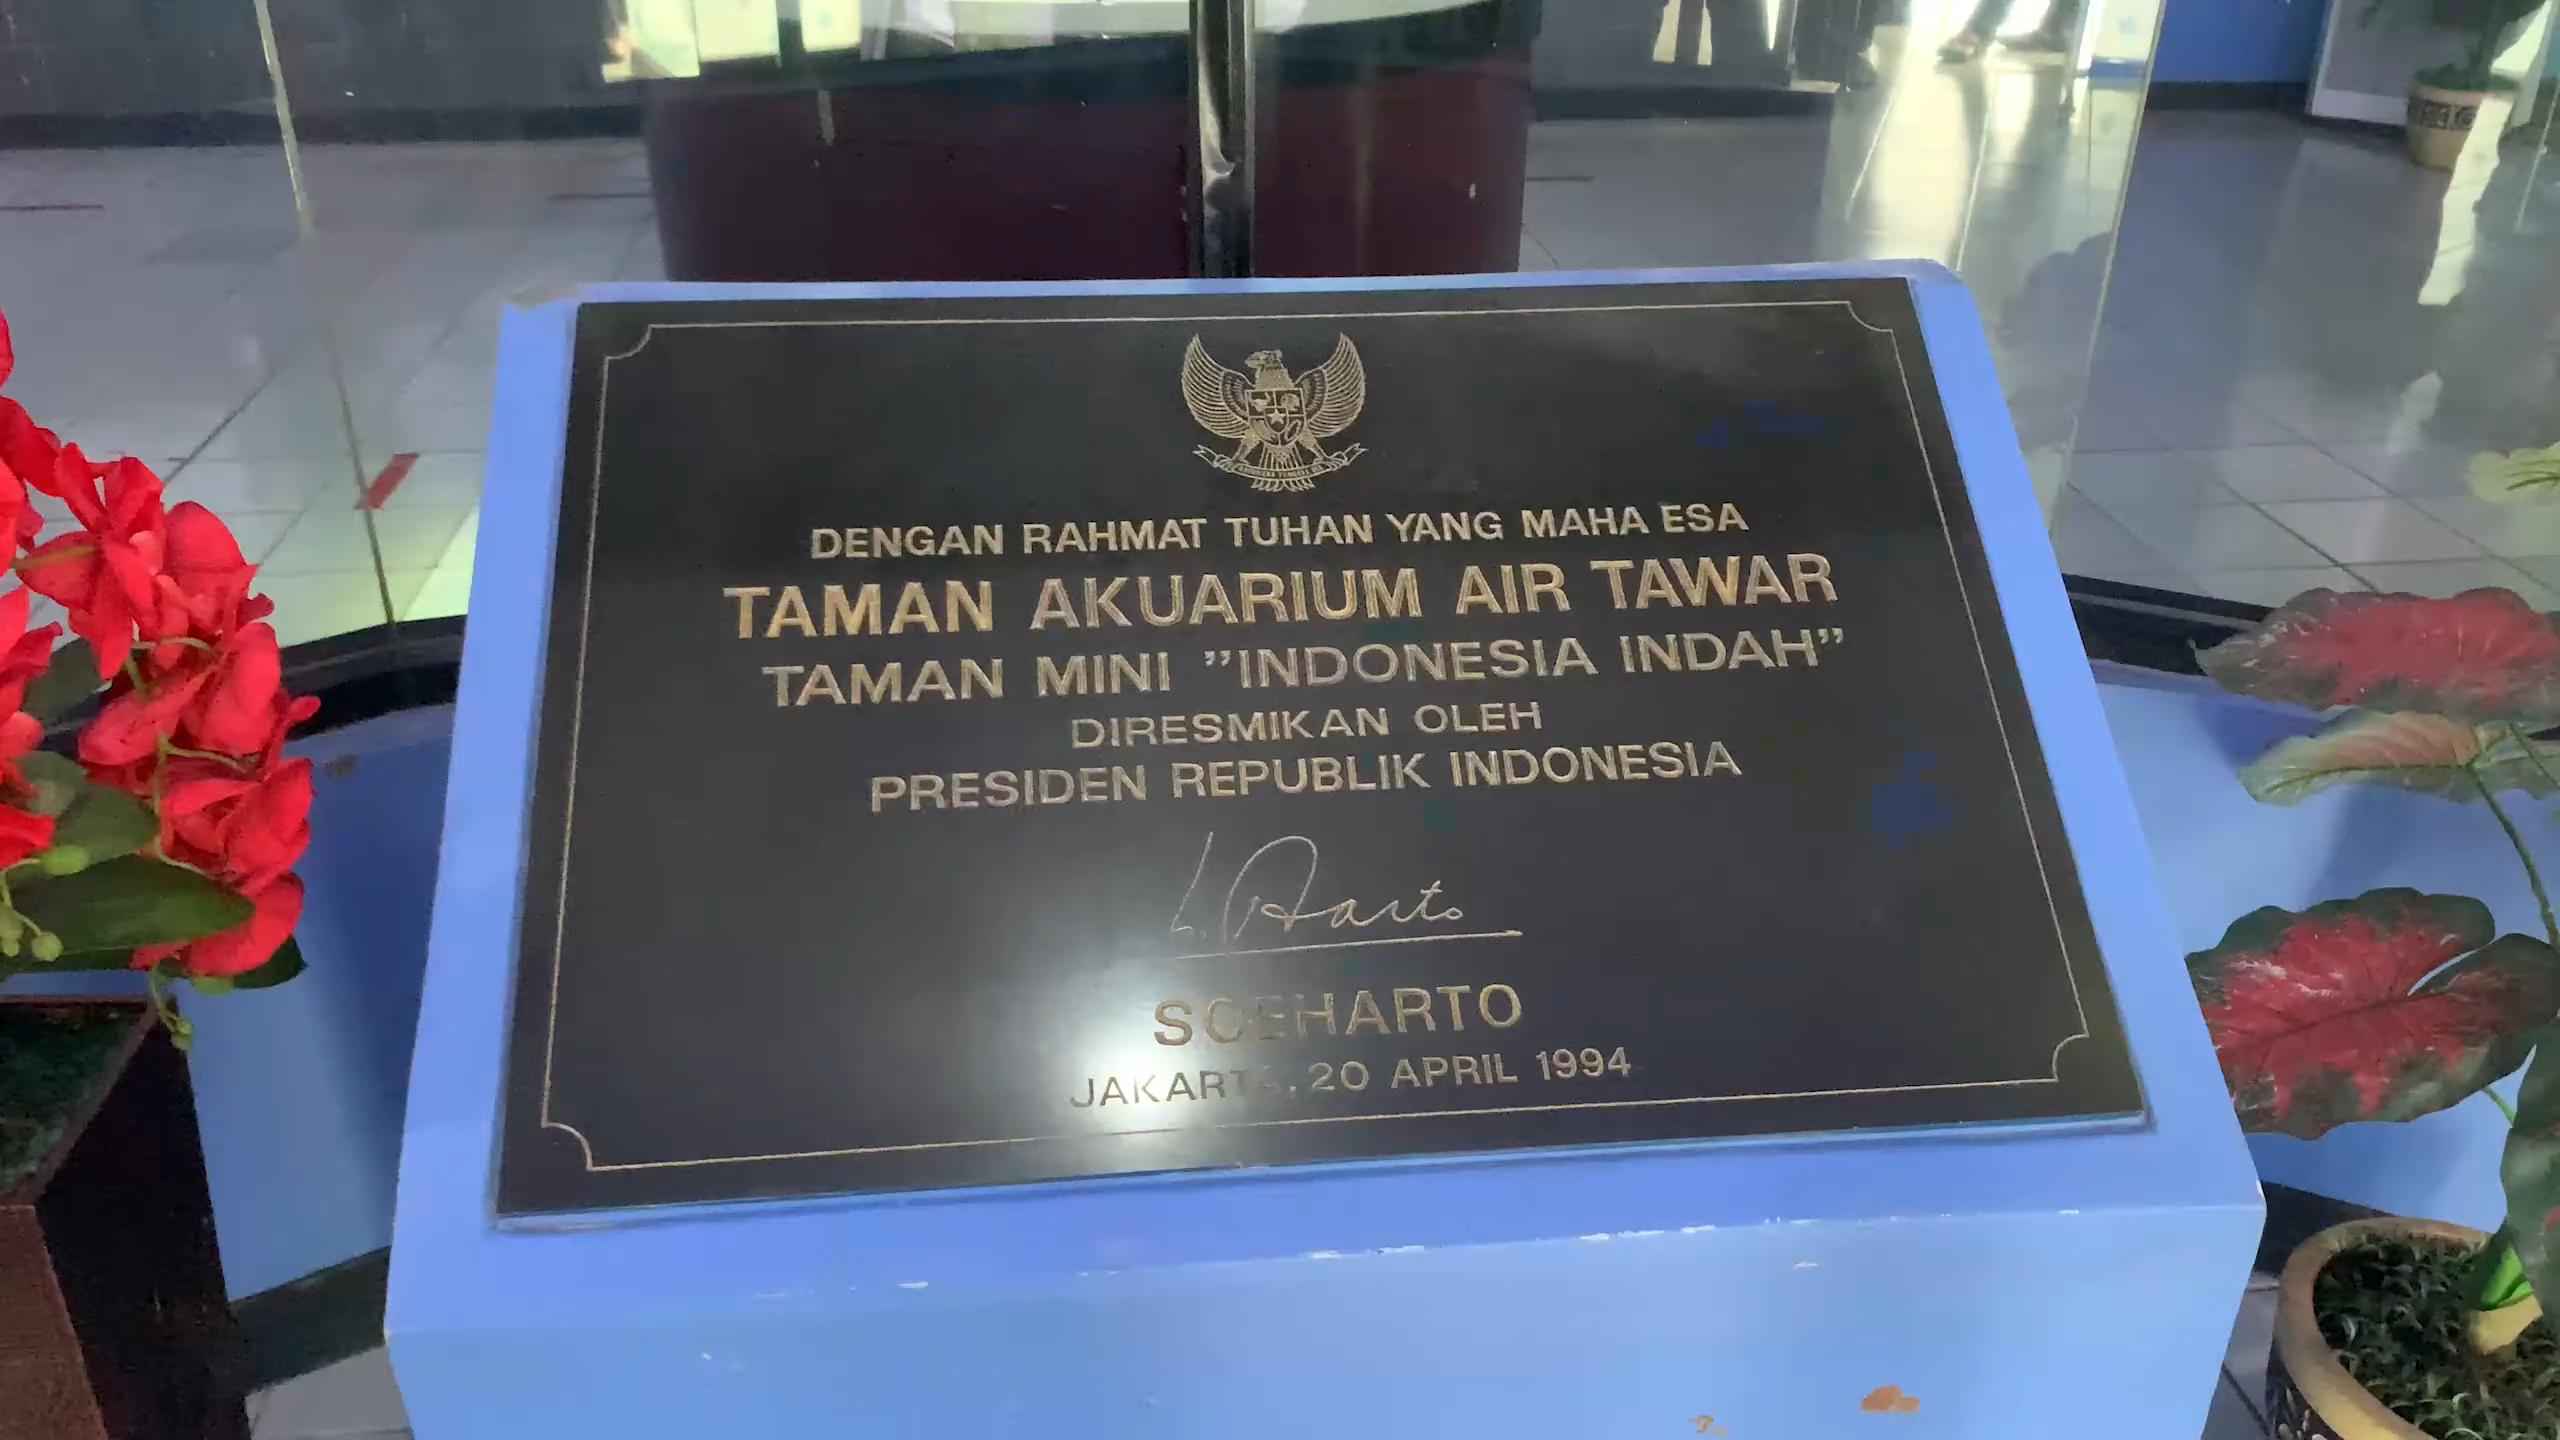 DENGAN RAHMAT TUHAN YANG MAHA ESA
TAMAN AKUARIUM AIR TAWAR
TAMAN MINI ”INDONESIA INDAH”
DIRESMIKAN OLEH
PRESIDEN REPUBLIK INDONESIA
SOEHARTO
JAKARTA, 20 APRIL 1994